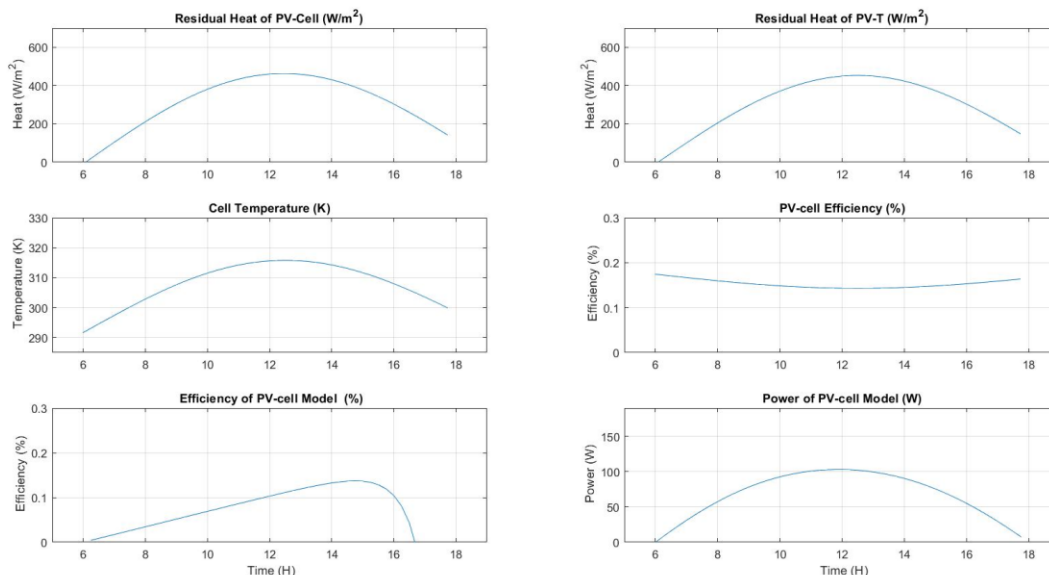 Residual Heat of PV-Cell (W/m²)
Heat (W/m²)
600
400
200
0
6 8 10 12 14 16 18
Residual Heat of PV-T (W/m²)
Heat (W/m²)
600
400
200
0
6 8 10 12 14 16 18
Cell Temperature (K)
Temperature (K)
330
320
310
300
290
6 8 10 12 14 16 18
PV-cell Efficiency (%)
Efficiency (%)
0.3
0.2
0.1
0
6 8 10 12 14 16 18
Efficiency of PV-cell Model (%)
Efficiency (%)
0.3
0.2
0.1
0
6 8 10 12 14 16 18
Time (H)
Power of PV-cell Model (W)
Power (W)
150
100
50
0
6 8 10 12 14 16 18
Time (H)